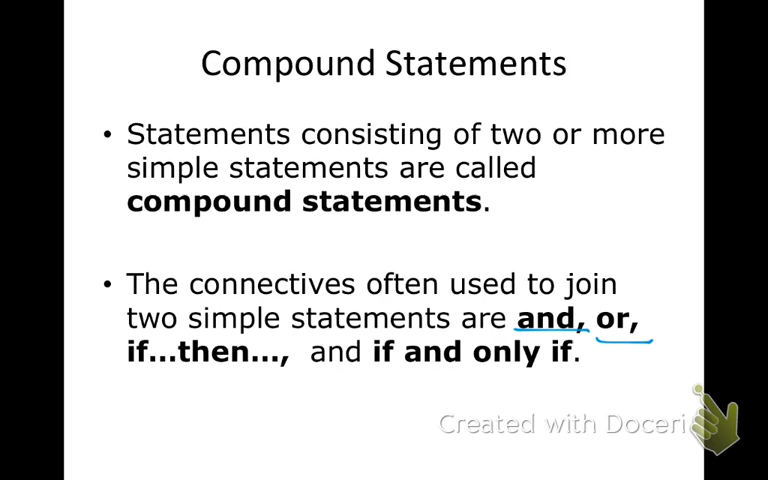 Compound Statements
• Statements consisting of two or more
simple statements are called
compound statements.
• The connectives often used to join
two simple statements are and, or,
if...then..., and if and only if.
Created with Doceri